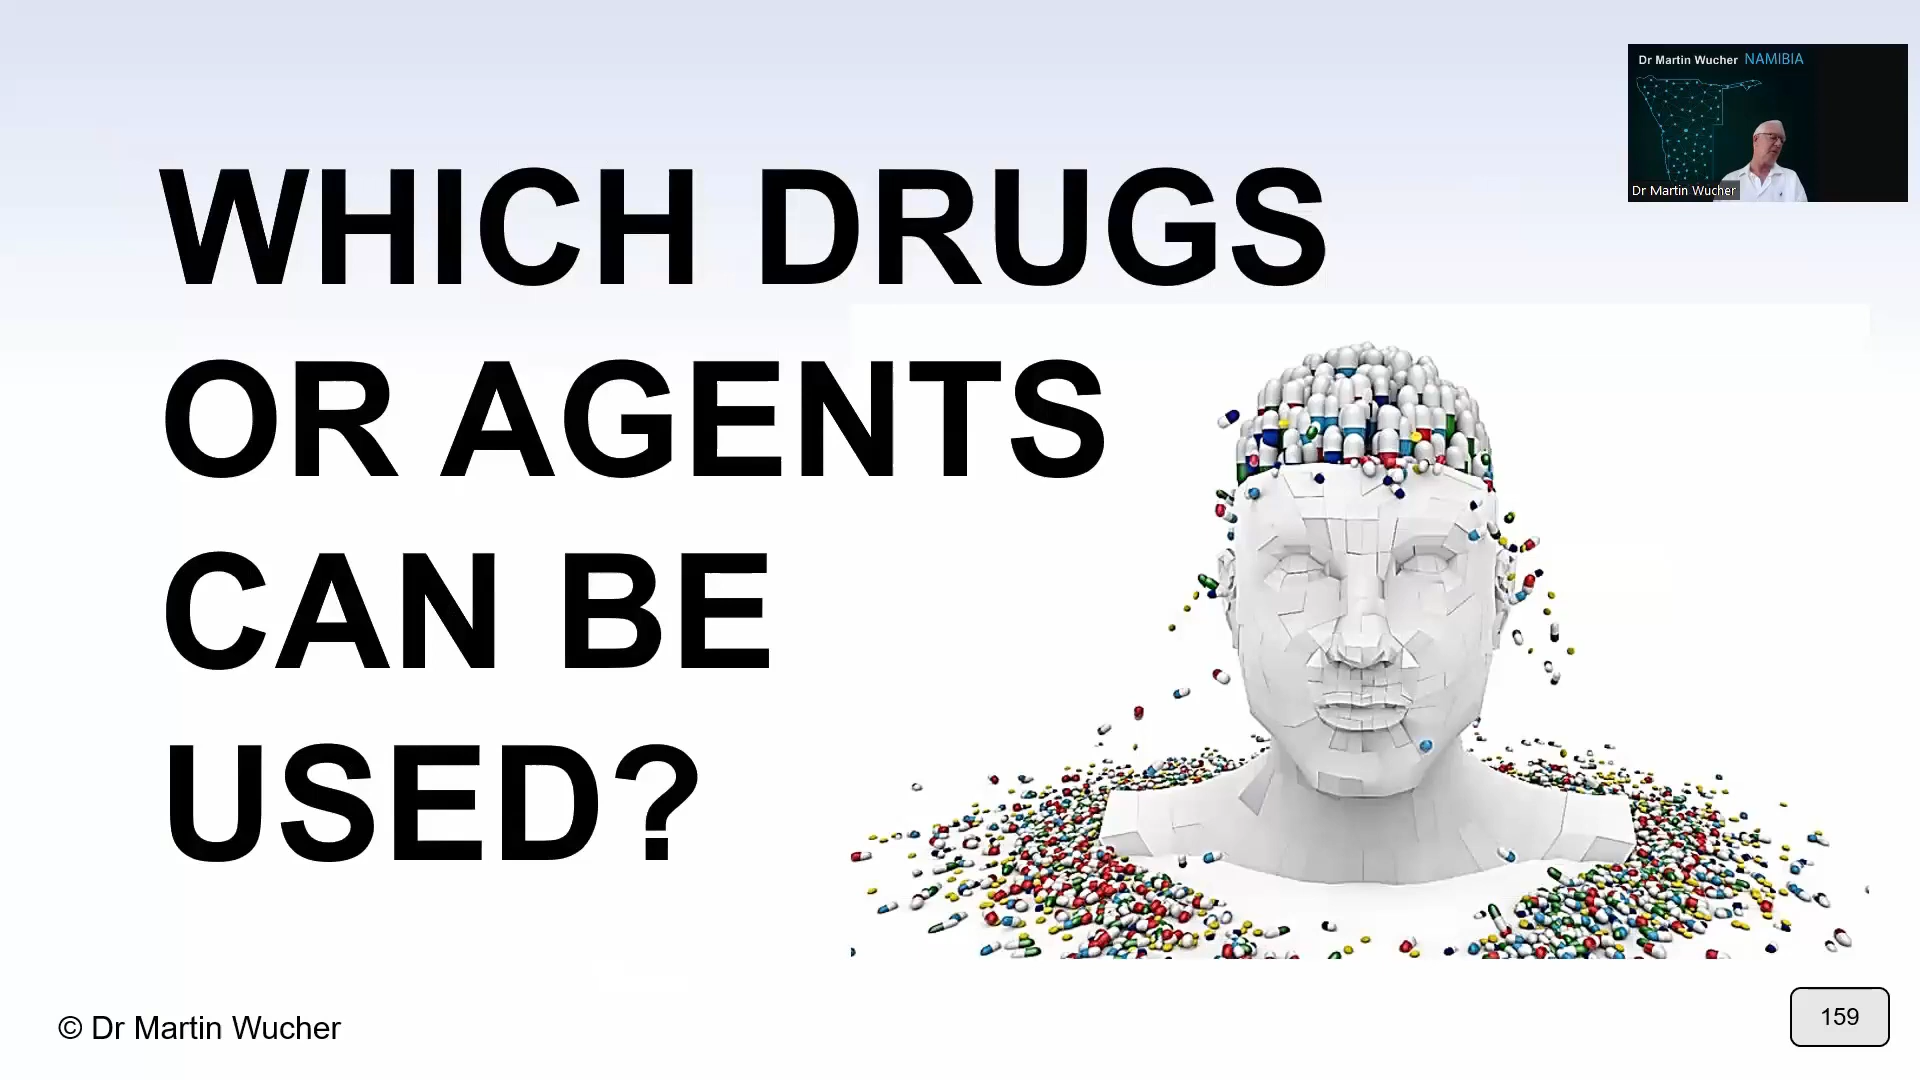 Dr Martin Wucher NAMIBIA
Dr Martin Wucher
WHICH DRUGS
OR AGENTS
CAN BE
USED?
© Dr Martin Wucher
159